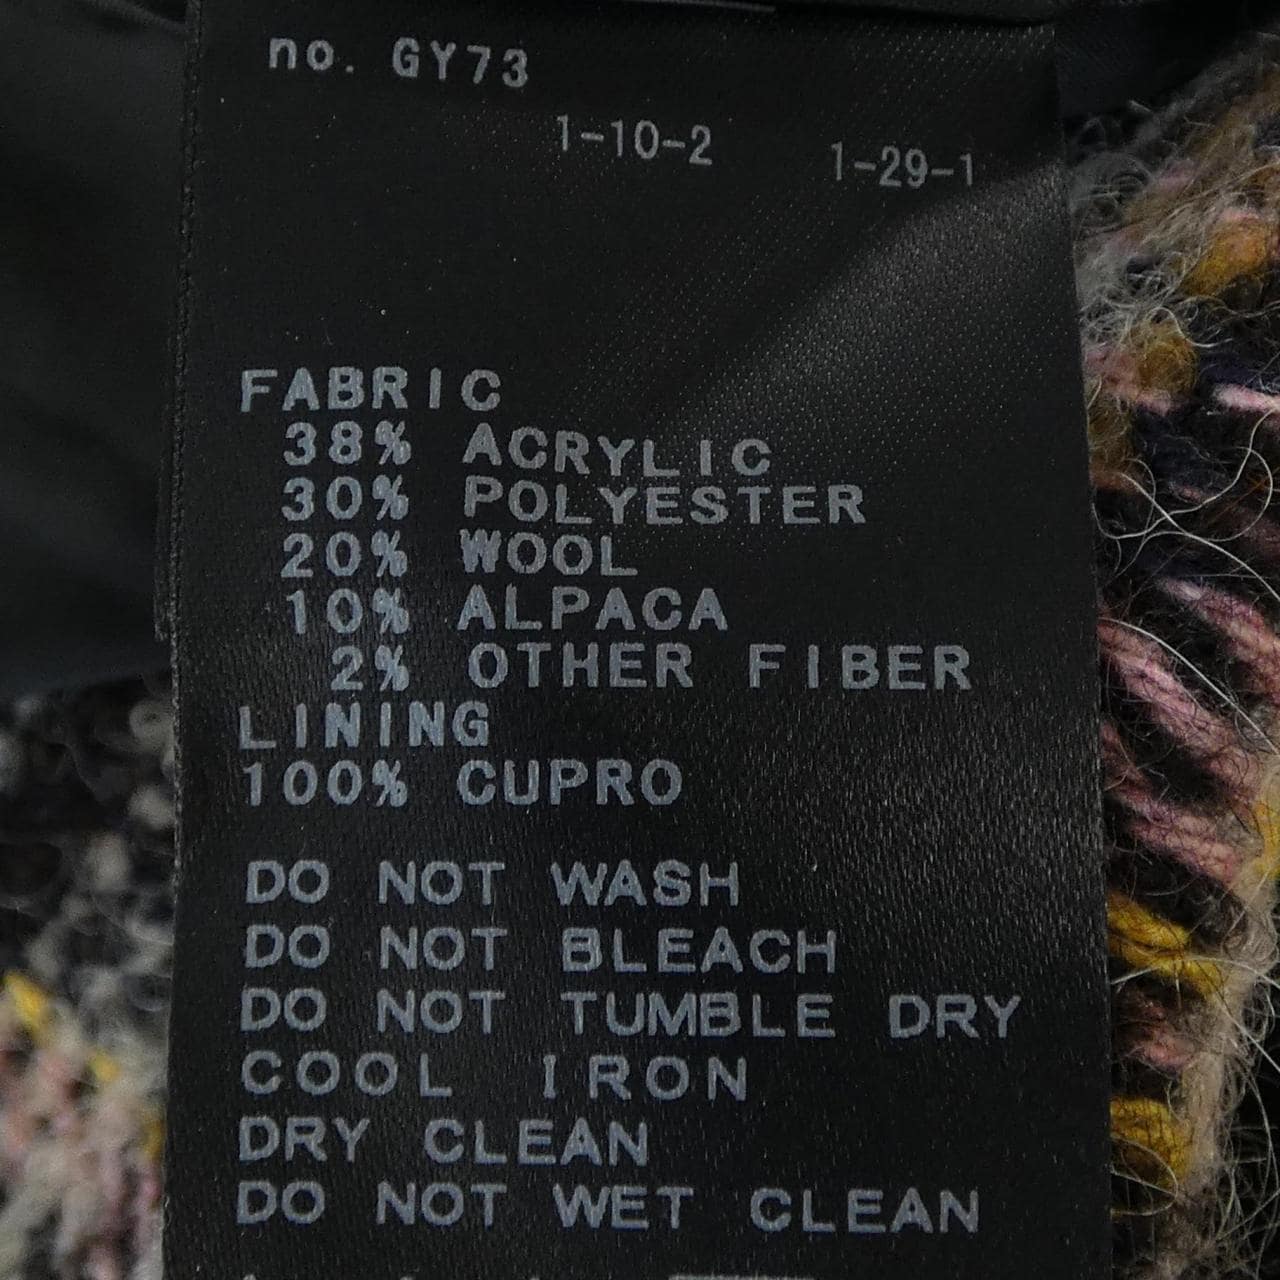 no. GY73
1-10-2 1-29-1
FABRIC
38% ACRYLIC
30% POLYESTER
20% WOOL
10% ALPACA
2% OTHER FIBER
LINING
100% CUPRO
DO NOT WASH
DO NOT BLEACH
DO NOT TUMBLE DRY
COOL IRON
DRY CLEAN
DO NOT WET CLEAN